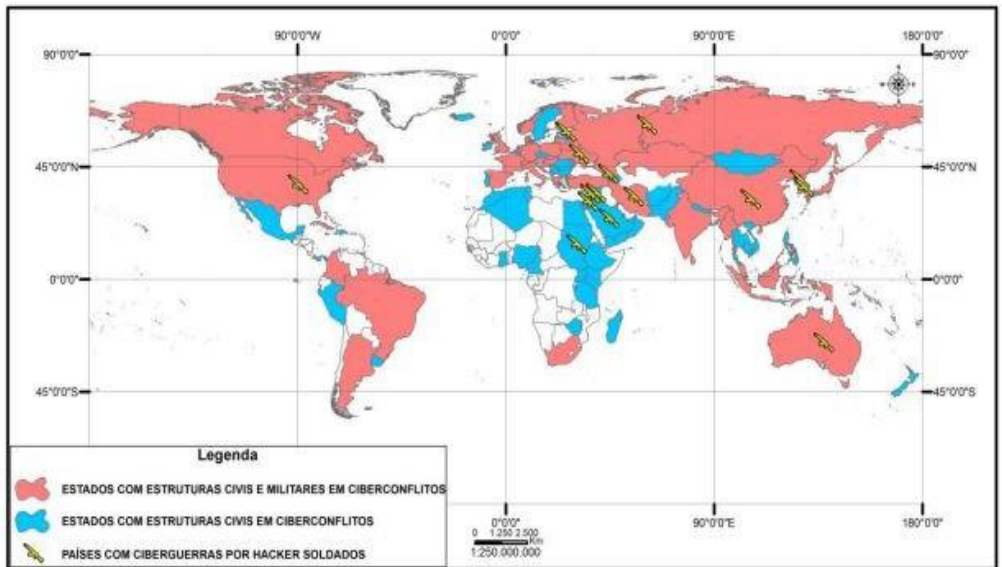 90°0'0"W 0°0'0" 90°0'0"E 180°0'0"
90°0'0"N 90°0'0"N
45°0'0"N 45°0'0"N
0°0'0" 0°0'0"
45°0'0"S 45°0'0"S
Legenda
ESTADOS COM ESTRUTURAS CIVIS E MILITARES EM CIBERCONFLITOS
ESTADOS COM ESTRUTURAS CIVIS EM CIBERCONFLITOS
PAÍSES COM CIBERGUERRAS POR HACKER SOLDADOS
0°0'0" 90°0'0"E 180°0'0"
0 1.250 2.500
Km
1:250.000.000